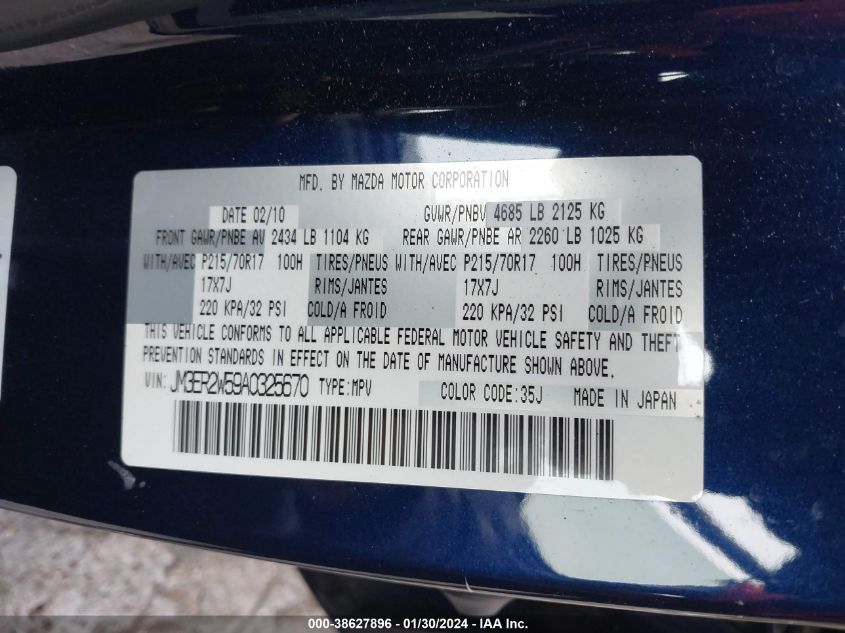 MFD. BY MAZDA MOTOR CORPORATION
DATE 02/10 GVWR/PNBV 4685 LB 2125 KG
FRONT GAWR/PNBE AV 2434 LB 1104 KG REAR GAWR/PNBE AR 2260 LB 1025 KG
WITH/AVEC P215/70R17 100H TIRES/PNEUS WITH/AVEC P215/70R17 100H TIRES/PNEUS
17X7J RIMS/JANTES 17X7J RIMS/JANTES
220 KPA/32 PSI COLD/A FROID 220 KPA/32 PSI COLD/A FROID
THIS VEHICLE CONFORMS TO ALL APPLICABLE FEDERAL MOTOR VEHICLE SAFETY AND THEFT
PREVENTION STANDARDS IN EFFECT ON THE DATE OF MANUFACTURE SHOWN ABOVE.
VIN: JM3ER2W59A0325670 TYPE:MPV COLOR CODE:35J MADE IN JAPAN
000-38627896 - 01/30/2024 - IAA Inc.